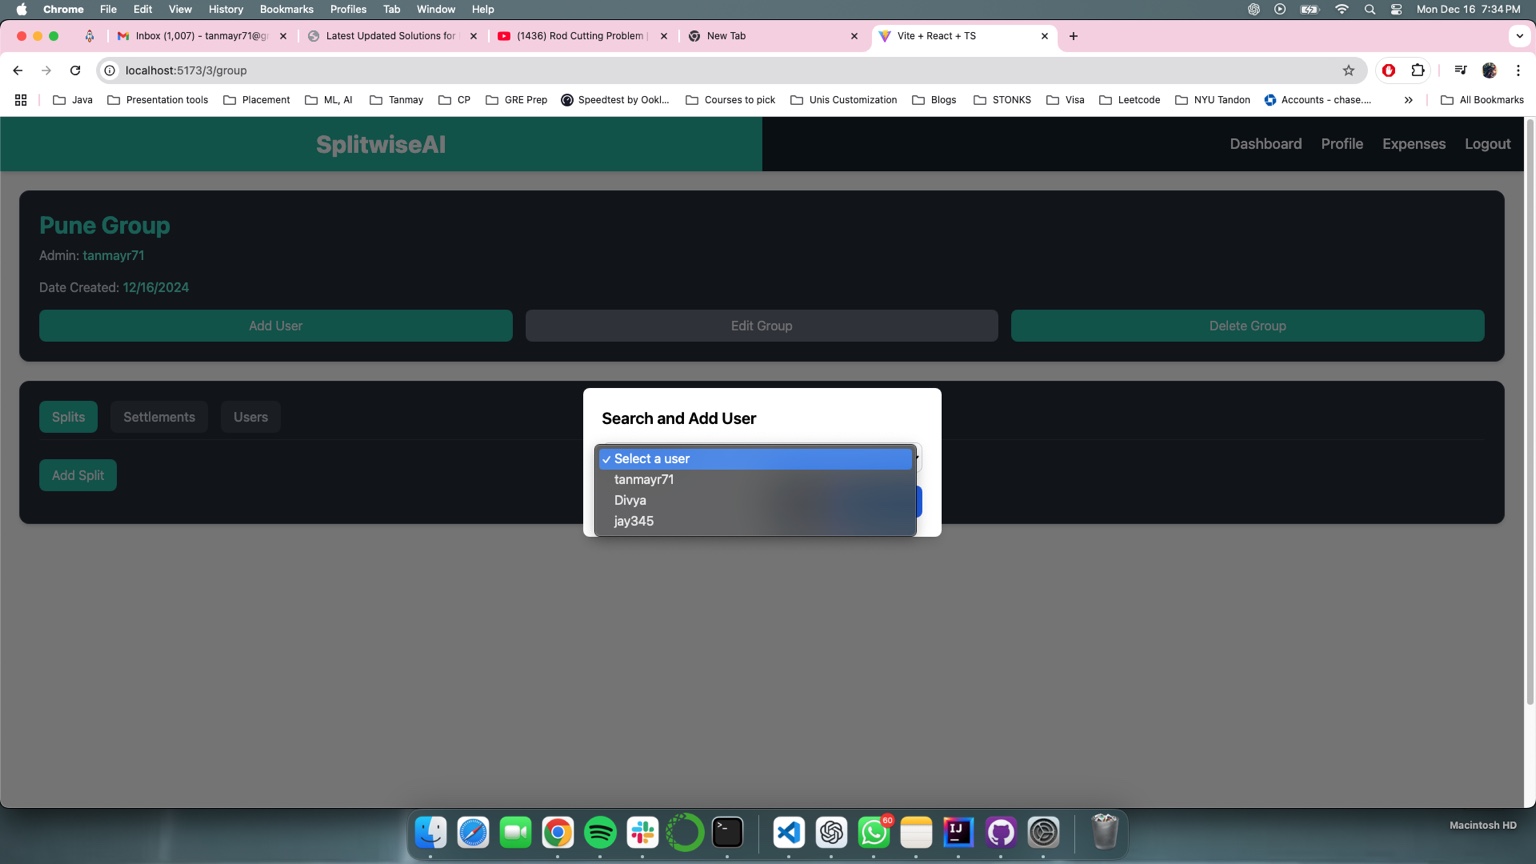 Chrome File Edit View History Bookmarks Profiles Tab Window Help Mon Dec 16 7:34 PM
Inbox (1,007) - tanmayr71@g Latest Updated Solutions for (1436) Rod Cutting Problem New Tab Vite + React + TS
localhost:5173/3/group
Java Presentation tools Placement ML, AI Tanmay CP GRE Prep Speedtest by Ookl... Courses to pick Unis Customization Blogs STONKS Visa Leetcode NYU Tandon Accounts - chase.... » All Bookmarks
SplitwiseAI Dashboard Profile Expenses Logout
Pune Group
Admin: tanmayr71
Date Created: 12/16/2024
Add User Edit Group Delete Group
Splits Settlements Users
Search and Add User
✓ Select a user
Add Split
tanmayr71
Divya
jay345
60
IJ
Macintosh HD